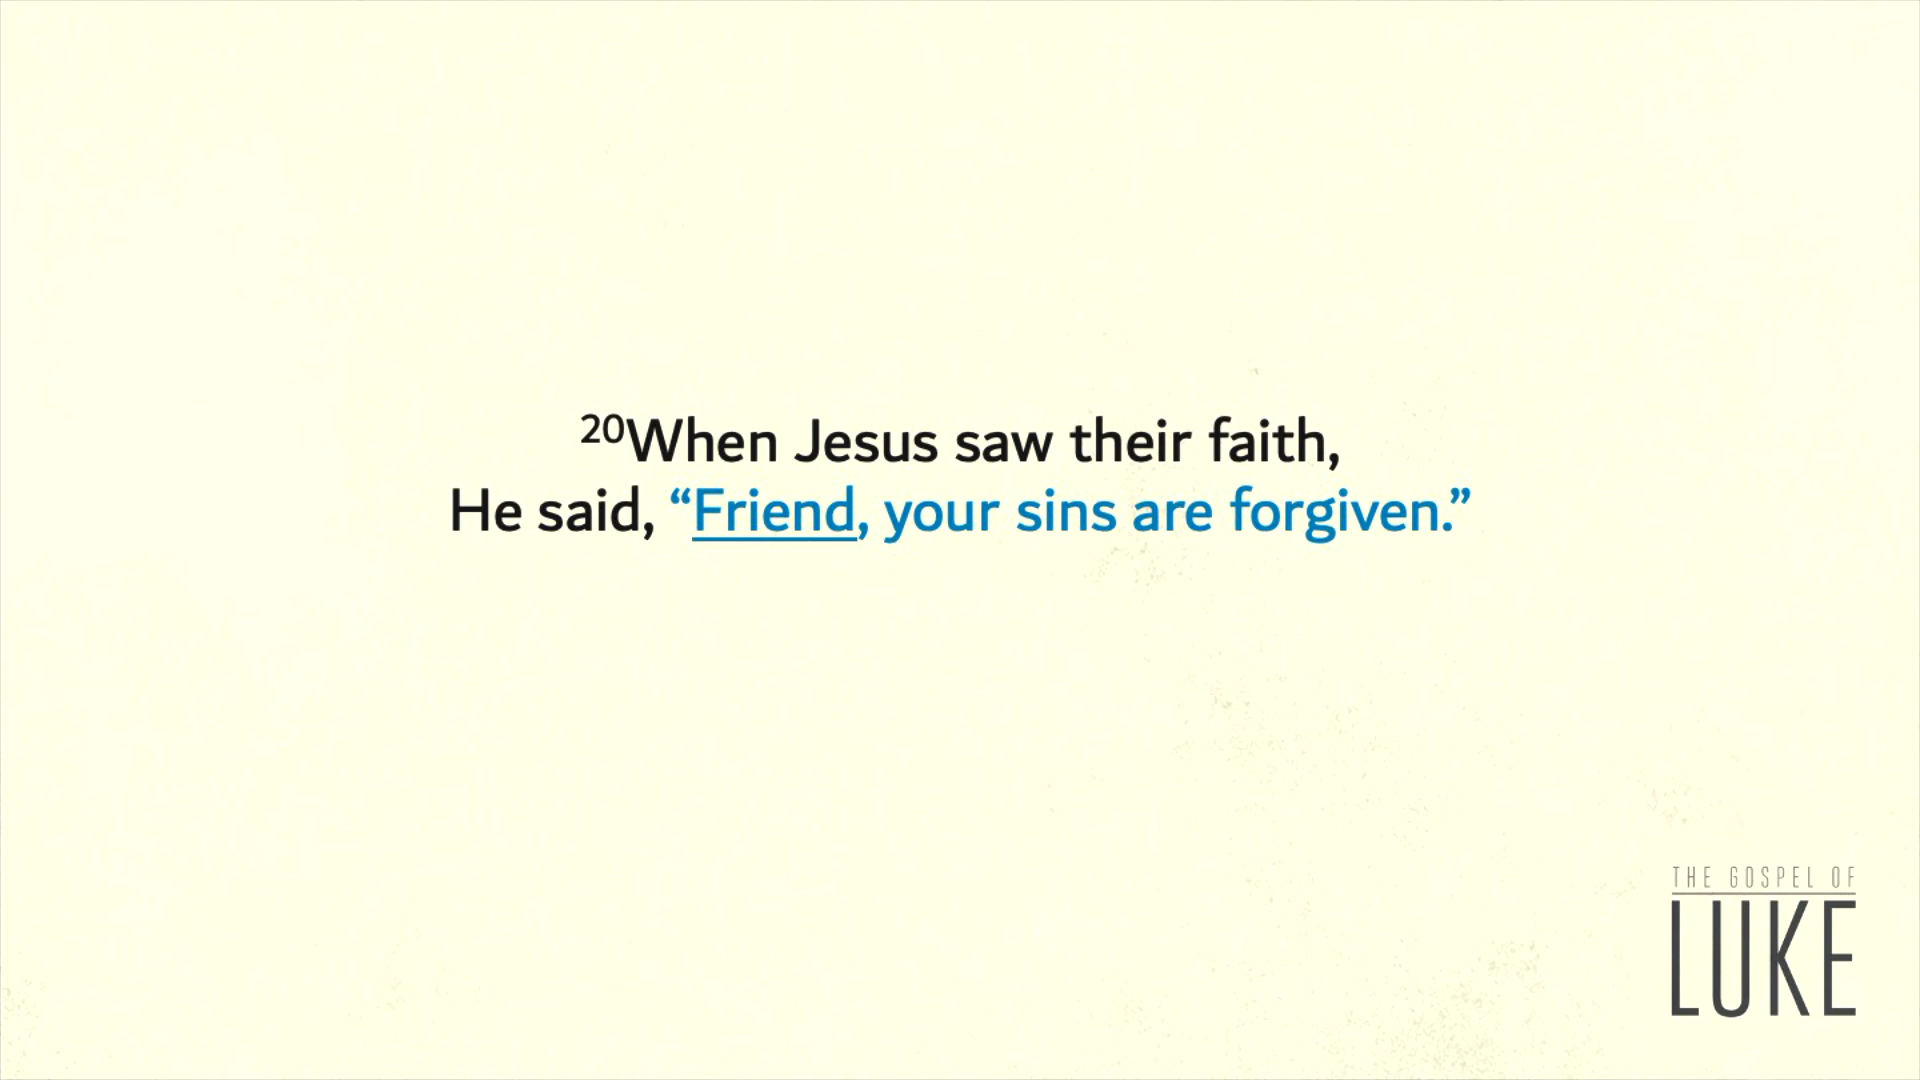 ²⁰When Jesus saw their faith,
He said, “Friend, your sins are forgiven.”
THE GOSPEL OF
LUKE